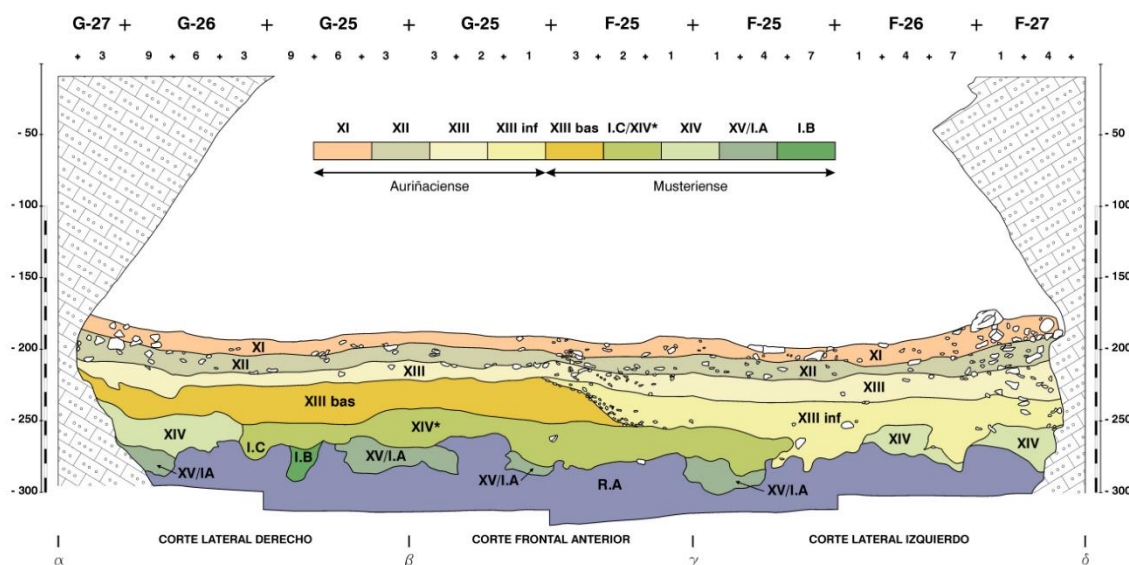 G-27 + G-26 + G-25 + G-25 + F-25 + F-25 + F-26 + F-27
+ 3 9 + 6 + 3 9 + 6 + 3 3 + 2 + 1 3 + 2 + 1 1 + 4 + 7 1 + 4 + 7 1 + 4 +
XI XII XIII XIII inf XIII bas I.C/XIV* XIV XV/I.A I.B
Auriñaciense Musteriense
- 50 - 50
- 100 - 100
- 150 - 150
- 200 - 200
- 250 - 250
- 300 - 300
XI XI
XII XII
XIII XIII
XIII bas XIII inf
XIV XIV* XIV XIV
I.C I.B XV/I.A
XV/IA XV/I.A R.A XV/I.A
CORTE LATERAL DERECHO CORTE FRONTAL ANTERIOR CORTE LATERAL IZQUIERDO
α β γ δ